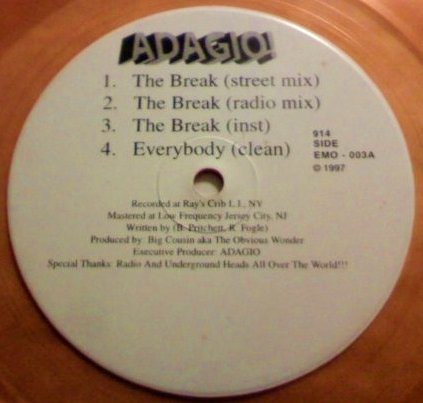 ADAGIO!
1. The Break (street mix)
2. The Break (radio mix)
3. The Break (inst)
4. Everybody (clean)
914
SIDE
EMO - 003A
© 1997
Recorded at Ray's Crib L.I., NY
Mastered at Low Frequency Jersey City, NJ
Written by (B. Pritchett, R. Fogle)
Produced by: Big Cousin aka The Obvious Wonder
Executive Producer: ADAGIO
Special Thanks: Radio And Underground Heads All Over The World!!!